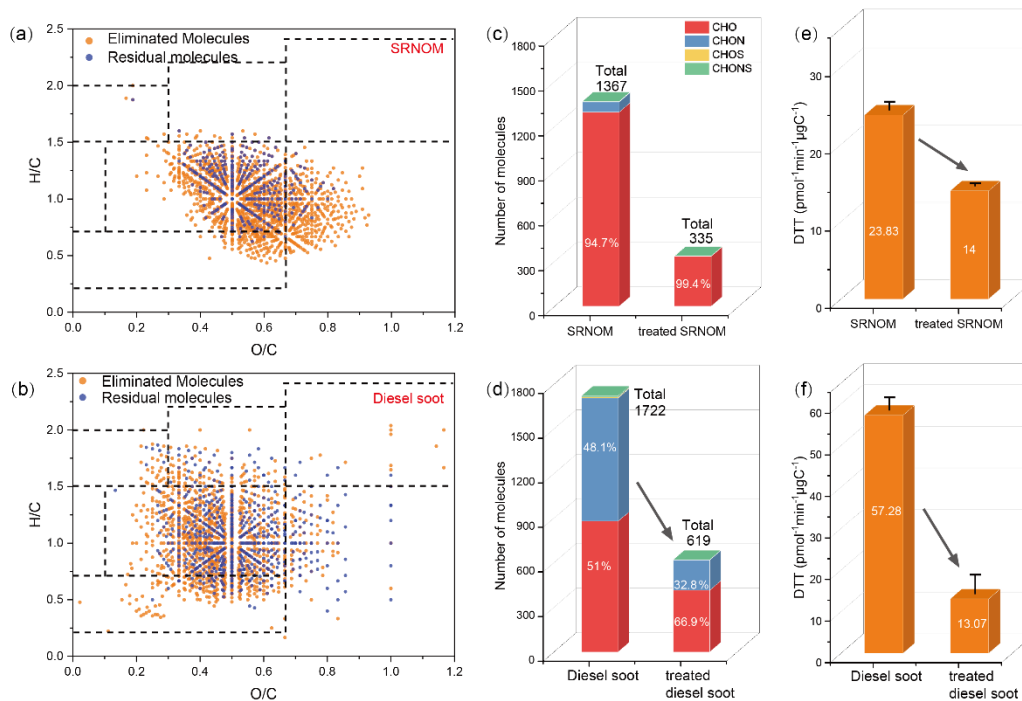 (a)
Eliminated Molecules
Residual molecules
SRNOM
2.5
2.0
1.5
1.0
0.5
0.0
H/C
0.0 0.2 0.4 0.6 0.8 1.0 1.2
O/C
(b)
Eliminated Molecules
Residual molecules
Diesel soot
2.5
2.0
1.5
1.0
0.5
0.0
H/C
0.0 0.2 0.4 0.6 0.8 1.0 1.2
O/C
(c)
CHO
CHON
CHOS
CHONS
1800
1500
1200
900
600
300
0
Number of molecules
Total
1367
94.7%
Total
335
99.4%
SRNOM treated SRNOM
(d)
1800
1500
1200
900
600
300
0
Number of molecules
Total
1722
48.1%
51%
Total
619
32.8%
66.9%
Diesel soot treated
diesel soot
(e)
30
20
10
0
DTT (pmol⁻¹min⁻¹μgC⁻¹)
23.83
14
SRNOM treated SRNOM
(f)
60
50
40
30
20
10
0
DTT (pmol⁻¹min⁻¹μgC⁻¹)
57.28
13.07
Diesel soot treated
diesel soot